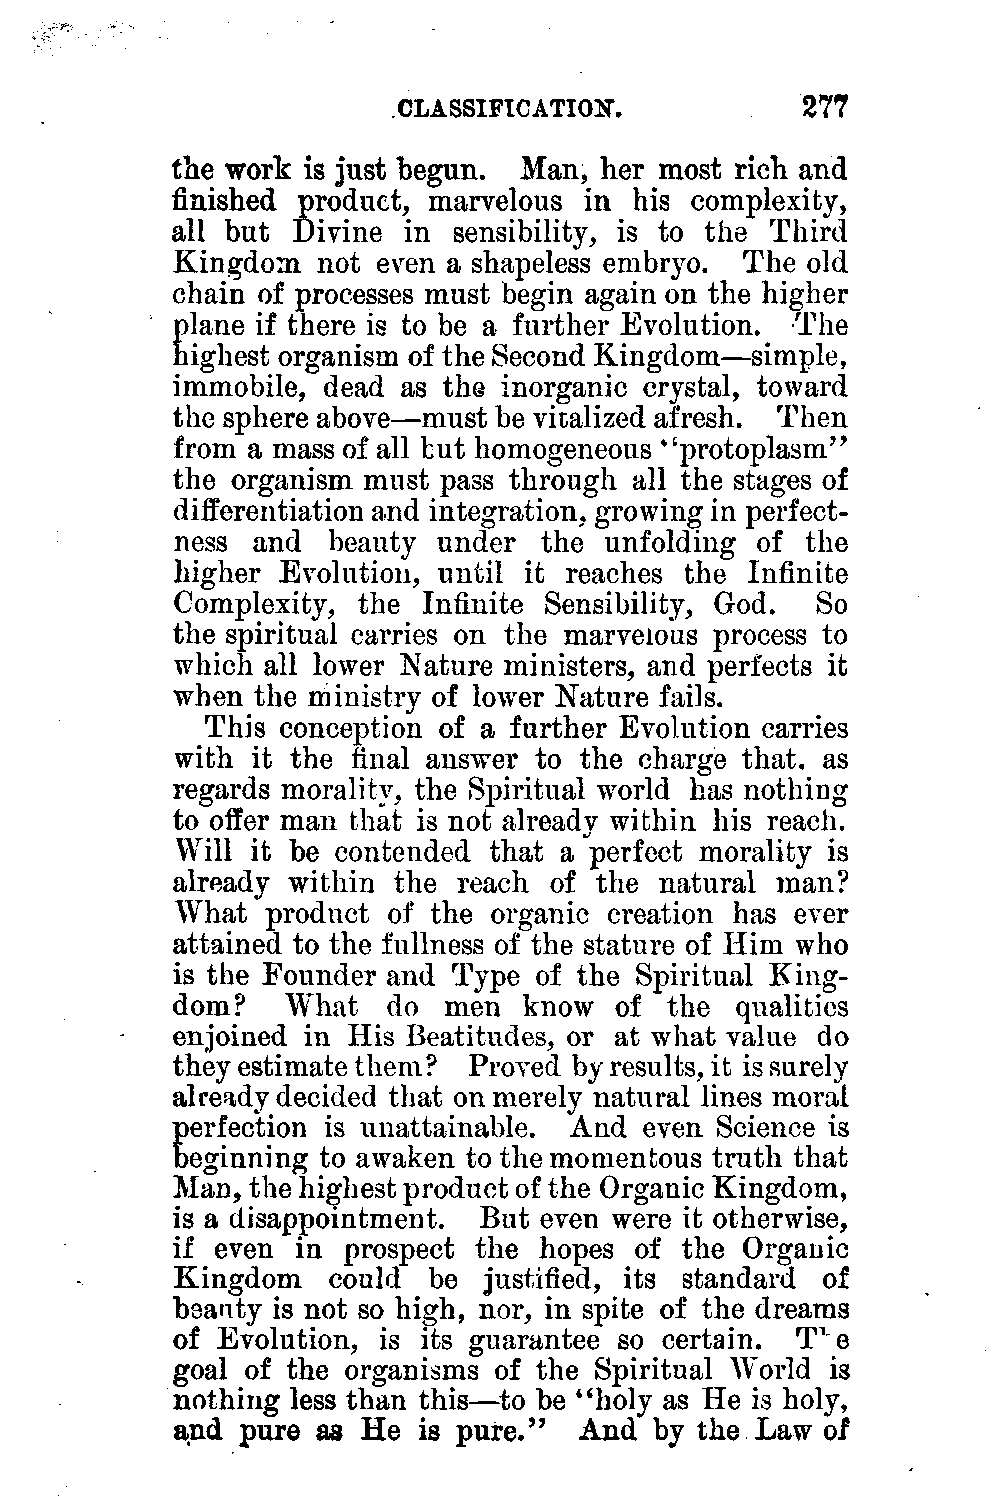 CLASSIFICATION. 277
the work is just begun. Man, her most rich and
finished product, marvelous in his complexity,
all but Divine in sensibility, is to the Third
Kingdom not even a shapeless embryo. The old
chain of processes must begin again on the higher
plane if there is to be a further Evolution. The
highest organism of the Second Kingdom—simple,
immobile, dead as the inorganic crystal, toward
the sphere above—must be vitalized afresh. Then
from a mass of all but homogeneous "protoplasm"
the organism must pass through all the stages of
differentiation and integration, growing in perfect-
ness and beauty under the unfolding of the
higher Evolution, until it reaches the Infinite
Complexity, the Infinite Sensibility, God. So
the spiritual carries on the marvelous process to
which all lower Nature ministers, and perfects it
when the ministry of lower Nature fails.
This conception of a further Evolution carries
with it the final answer to the charge that. as
regards morality, the Spiritual world has nothing
to offer man that is not already within his reach.
Will it be contended that a perfect morality is
already within the reach of the natural man?
What product of the organic creation has ever
attained to the fullness of the stature of Him who
is the Founder and Type of the Spiritual King-
dom? What do men know of the qualities
enjoined in His Beatitudes, or at what value do
they estimate them? Proved by results, it is surely
already decided that on merely natural lines moral
perfection is unattainable. And even Science is
beginning to awaken to the momentous truth that
Man, the highest product of the Organic Kingdom,
is a disappointment. But even were it otherwise,
if even in prospect the hopes of the Organic
Kingdom could be justified, its standard of
beauty is not so high, nor, in spite of the dreams
of Evolution, is its guarantee so certain. The
goal of the organisms of the Spiritual World is
nothing less than this—to be "holy as He is holy,
and pure as He is pure." And by the Law of